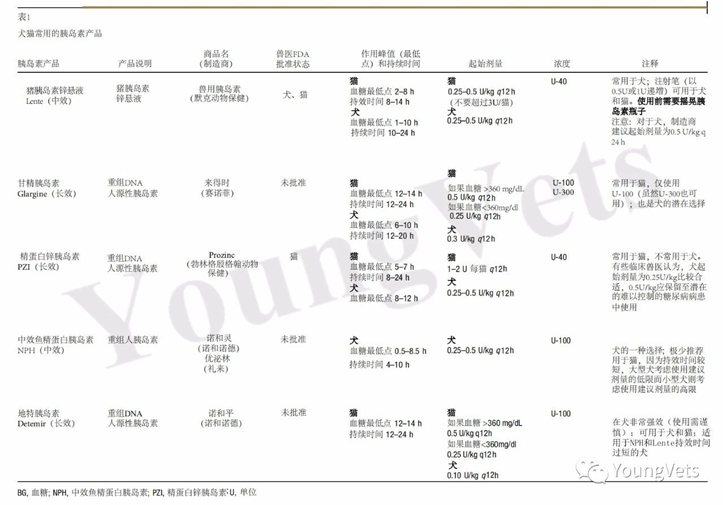 表1
犬猫常用的胰岛素产品
胰岛素产品 产品说明 商品名 (制造商) 兽医FDA 批准状态 作用峰值（最低点）和持续时间 起始剂量 浓度 注释
猪胰岛素锌悬液
Lente (中效)
猪胰岛素
锌悬液
兽用胰岛素
(默克动物保健)
犬、猫
猫
血糖最低点 2–8 h
持效时间 8–14 h
犬
血糖最低点 1–10 h
持续时间 10–24 h
猫
0.25–0.5 U/kg q12h
(不要超过3U/猫)
犬
0.25–0.5 U/kg q12h
U-40
常用于犬；注射笔（以
0.5U或1U递增）可用于犬
和猫。使用前需要摇晃胰
岛素瓶子
注意：对于犬，制造商
建议起始剂量为0.5 U/kg q
24 h
甘精胰岛素
Glargine (长效)
重组DNA
人源性胰岛素
来得时
(赛诺菲)
未批准
猫
血糖最低点 12–14 h
持续时间 12–24 h
犬
血糖最低点 6–10 h
持续时间 12–20 h
猫
如果血糖 >360 mg/dL
0.5 U/kg q12h
如果血糖<360mg/dl
0.25 U/kg q12h
犬
0.3 U/kg q12h
U-100
U-300
常用于猫，仅使用
U-100（虽然U-300也可
用）；也是犬的潜在选择
精蛋白锌胰岛素
PZI (长效)
重组DNA
人源性胰岛素
Prozinc
(勃林格殷格翰动物
保健)
猫
猫
血糖最低点 5–7 h
持续时间 8–24 h
犬
血糖最低点 8–12 h
猫
1–2 U 每猫 q12h
犬
0.25–0.5 U/kg q12h
U-40
常用于猫，不常用于犬。
有些临床兽医认为，犬起
始剂量为0.25U/kg比较合
适，0.5U/kg应保留至潜在
的难以控制的糖尿病病患
中使用
中效鱼精蛋白胰岛素
NPH (中效)
重组人胰岛素
诺和灵
(诺和诺德)
优泌林
(礼来)
未批准
犬
血糖最低点 0.5–8.5 h
持续时间 4–10 h
犬
0.25–0.5 U/kg q12h
U-100
犬的一种选择；极少推荐
用于猫，因为持效时间较
短，大型犬考虑使用建议
剂量的低限而小型犬则考
虑使用建议剂量的高限
地特胰岛素
Detemir (长效)
重组DNA
人源性胰岛素
诺和平
(诺和诺德)
未批准
猫
血糖最低点 12–14 h
持续时间 12–24 h
猫
如果血糖 >360 mg/dL
0.5 U/kg q12h
如果血糖<360mg/dl
0.25 U/kg q12h
犬
0.10 U/kg q12h
U-100
在犬非常强效（使用需谨
慎）；可用于犬和猫；适
用于NPH和Lente持效时间
过短的犬
BG, 血糖; NPH, 中效鱼精蛋白胰岛素; PZI, 精蛋白锌胰岛素; U, 单位
YoungVets
YoungVets